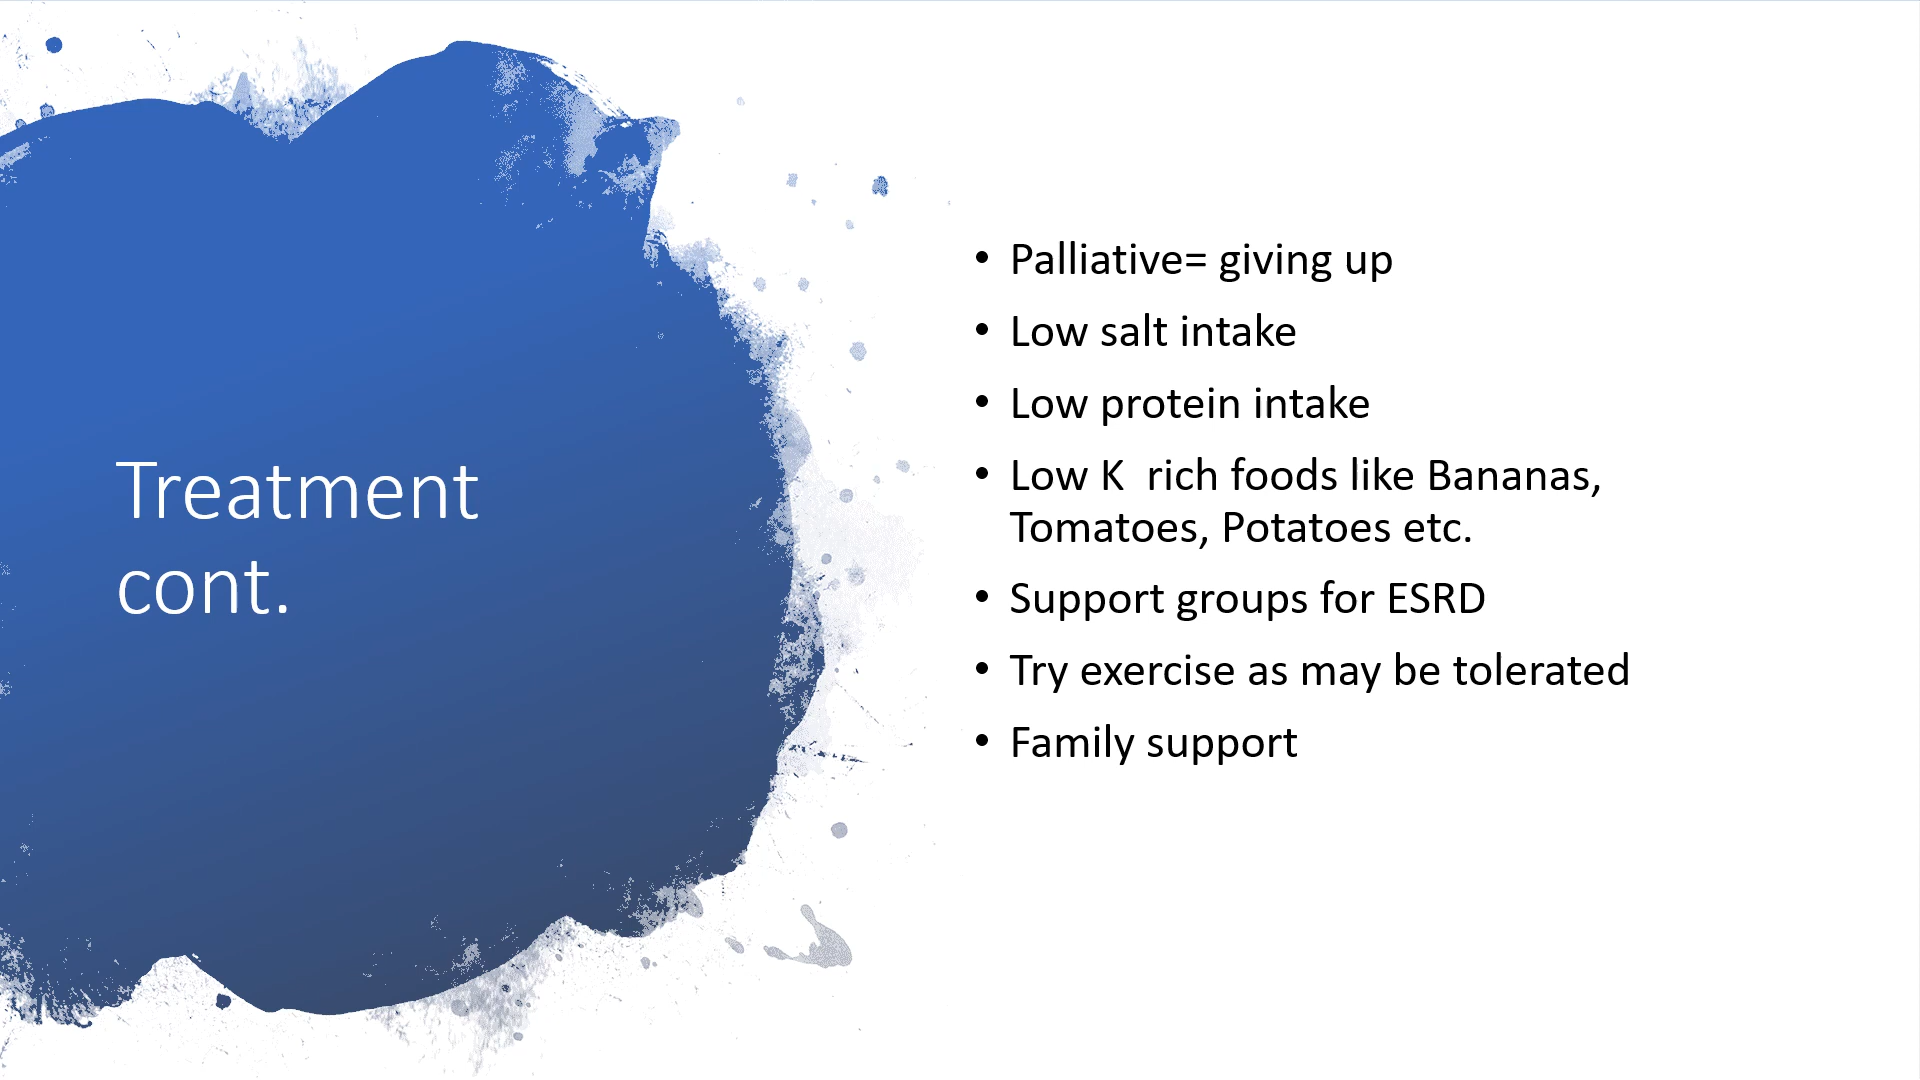 Treatment
cont.
• Palliative= giving up
• Low salt intake
• Low protein intake
• Low K  rich foods like Bananas,
Tomatoes, Potatoes etc.
• Support groups for ESRD
• Try exercise as may be tolerated
• Family support